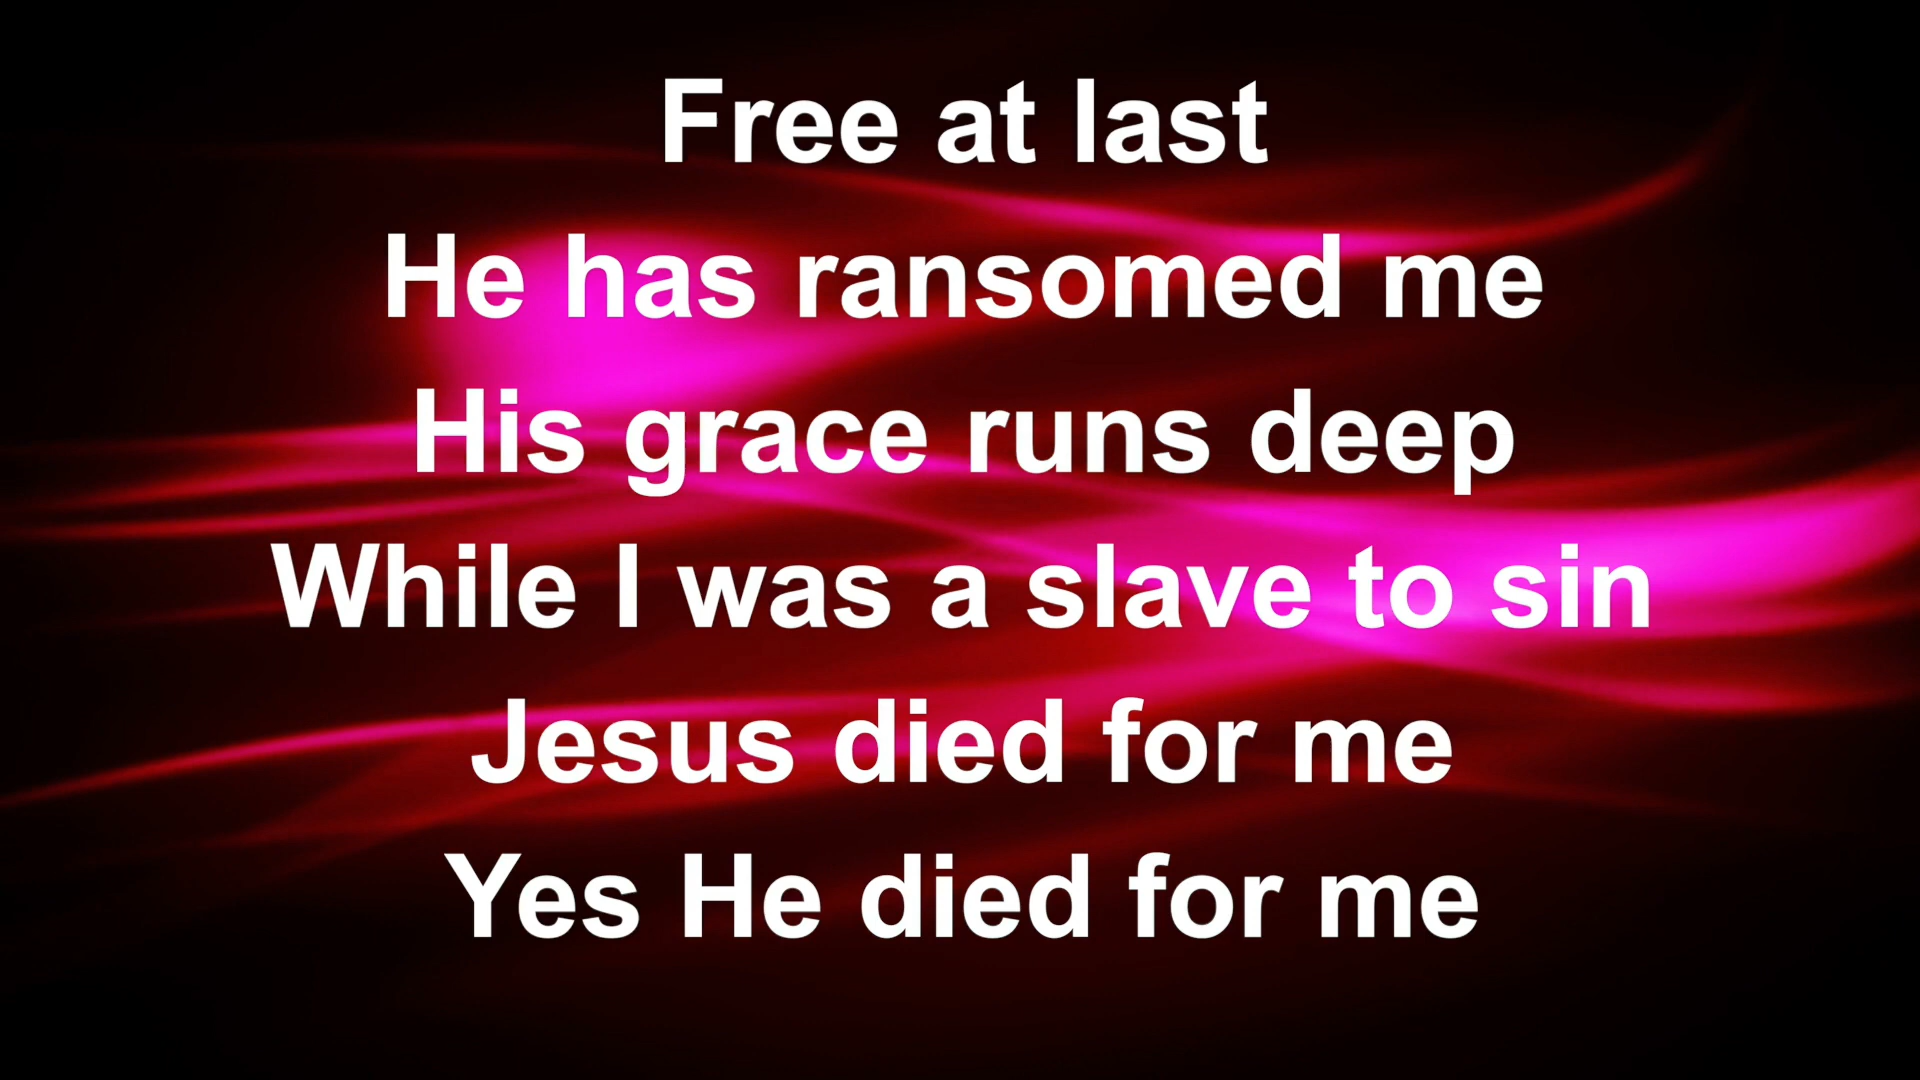 Free at last
He has ransomed me
His grace runs deep
While I was a slave to sin
Jesus died for me
Yes He died for me